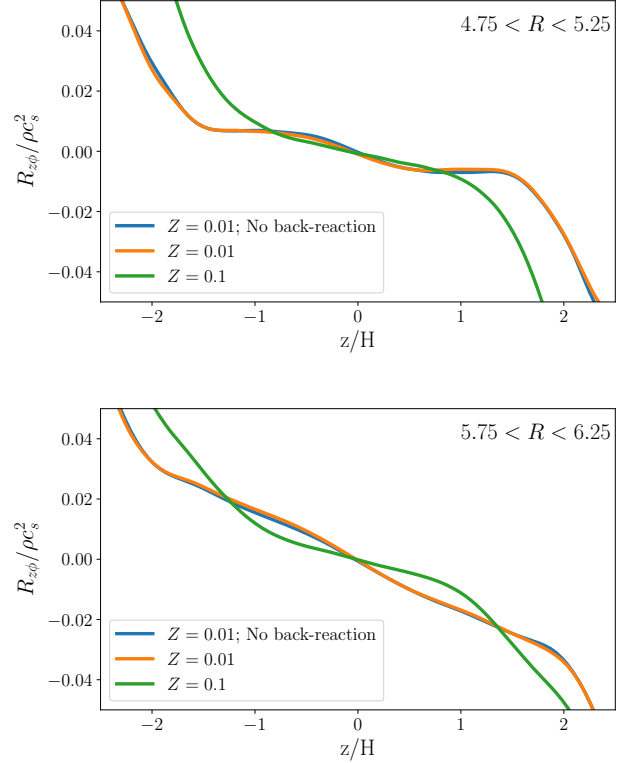 4.75 < R < 5.25
0.04
0.02
0.00
−0.02
−0.04
R_{zϕ}/ρc_s^2
Z = 0.01; No back-reaction
Z = 0.01
Z = 0.1
−2 −1 0 1 2
z/H
5.75 < R < 6.25
0.04
0.02
0.00
−0.02
−0.04
R_{zϕ}/ρc_s^2
Z = 0.01; No back-reaction
Z = 0.01
Z = 0.1
−2 −1 0 1 2
z/H